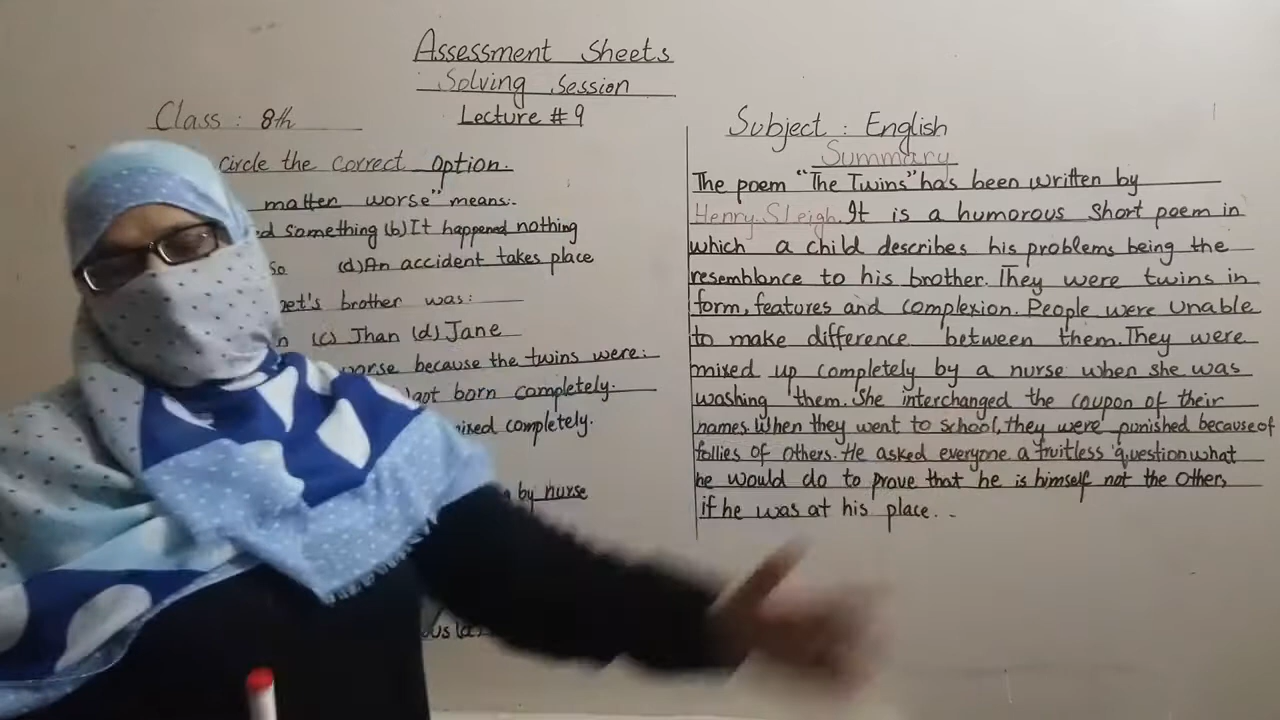 Assessment Sheets
Solving Session
Lecture # 9
Class : 8th
Subject : English
circle the correct option.
matter worse" means:
something (b) It happened nothing
so (d) An accident takes place
brother was:
(c) Jhan (d) Jane
because the twins were:
born completely.
completely.
by nurse
Summary
The poem "The Twins" has been written by
Henry Sleigh. It is a humorous short poem in
which a child describes his problems being the
resemblance to his brother. They were twins in
form, features and complexion. People were unable
to make difference between them. They were
mixed up completely by a nurse when she was
washing them. She interchanged the coupon of their
names. When they went to school, they were punished because of
follies of others. He asked everyone a fruitless question what
he would do to prove that he is himself not the others,
if he was at his place.